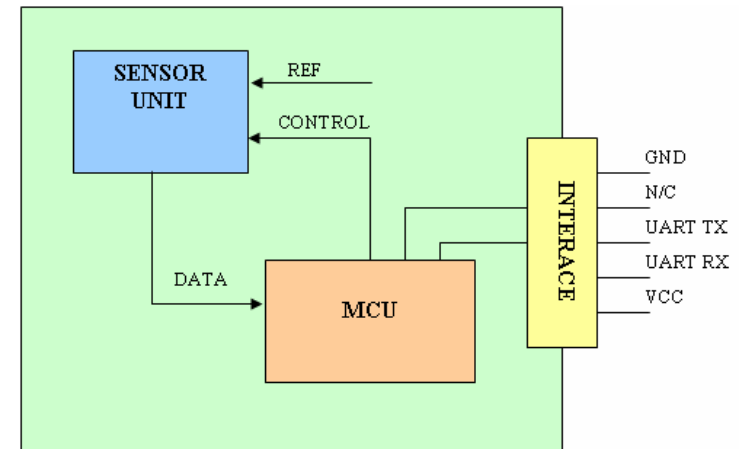 SENSOR
UNIT
REF
CONTROL
DATA
MCU
INTERACE
GND
N/C
UART TX
UART RX
VCC